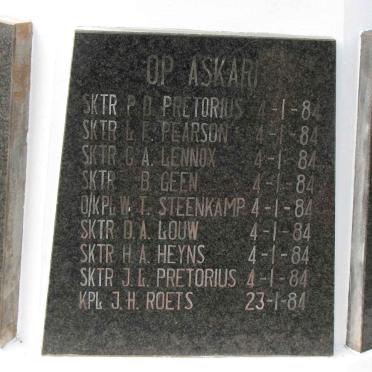 OP ASKARI
SKTR P. D. PRETORIUS 4-1-84
SKTR L. E. PEARSON 4-1-84
SKTR G. A. LENNOX 4-1-84
SKTR B. GEEN 4-1-84
O/KPL W. T. STEENKAMP 4-1-84
SKTR D. A. LOUW 4-1-84
SKTR H. A. HEYNS 4-1-84
SKTR J. L. PRETORIUS 4-1-84
KPL J. H. ROETS 23-1-84